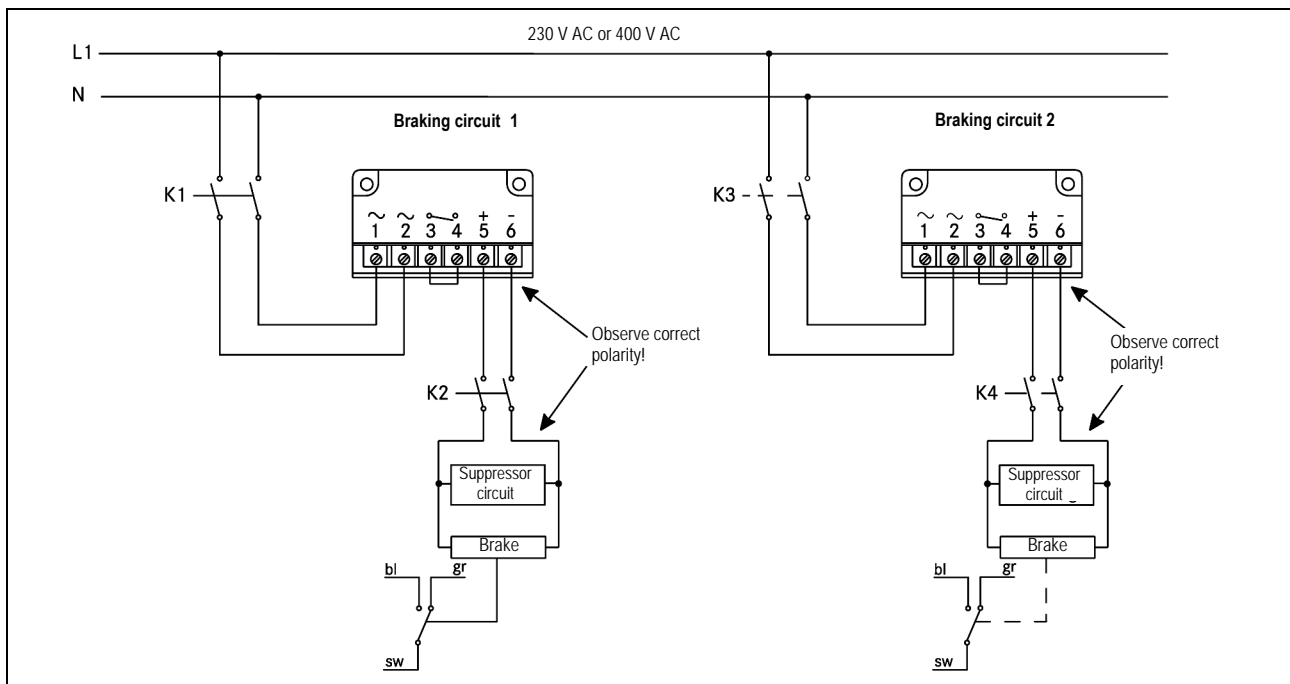 230 V AC or 400 V AC
L1
N
Braking circuit 1
Braking circuit 2
K1
K3
~ ~ + -
1 2 3 4 5 6
~ ~ + -
1 2 3 4 5 6
Observe correct
polarity!
Observe correct
polarity!
K2
K4
Suppressor
circuit
Suppressor
circuit
Brake
Brake
bl
gr
bl
gr
sw
sw